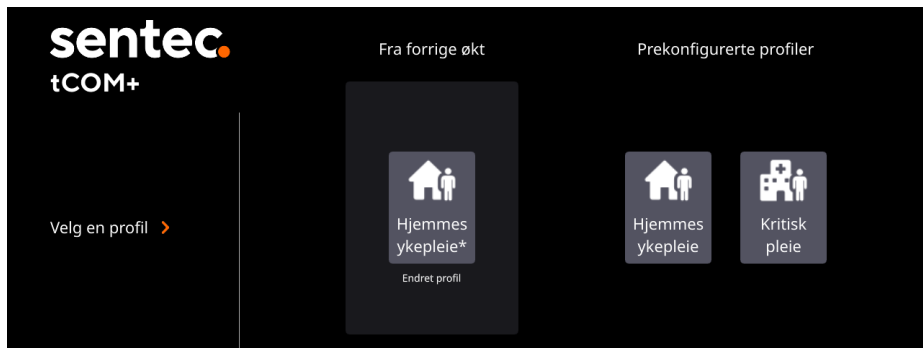 sentec.
tCOM+
Fra forrige økt
Prekonfigurerte profiler
Velg en profil
Hjemmes
ykepleie*
Endret profil
Hjemmes
ykepleie
Kritisk
pleie